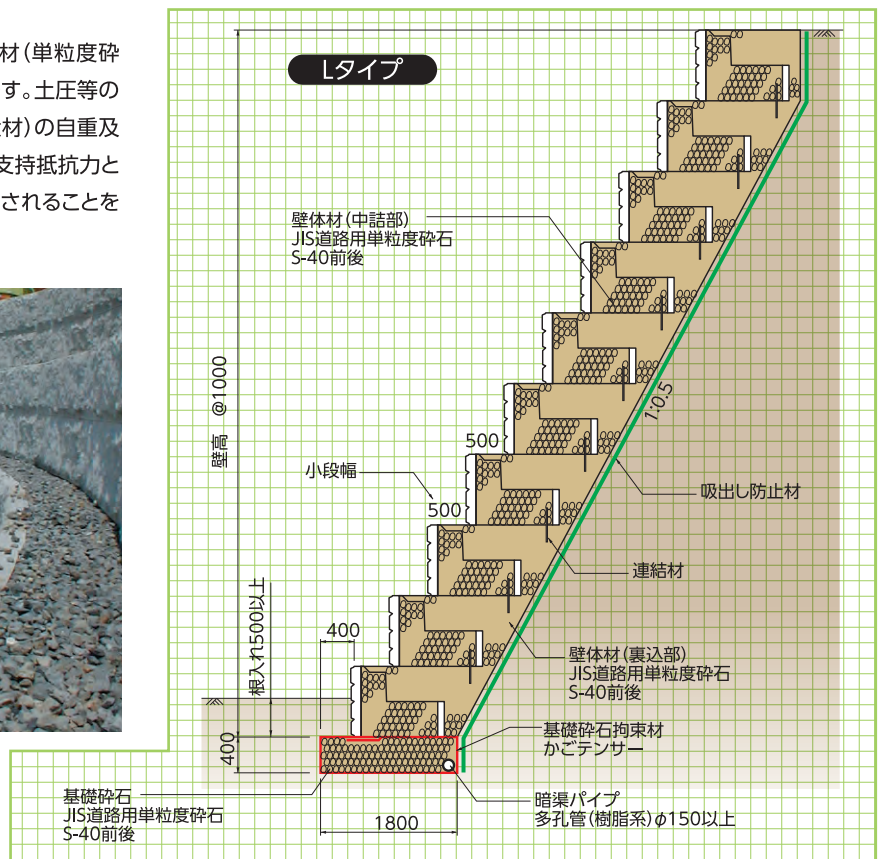 材(単粒度砕
す。土圧等の
材)の自重及
支持抵抗力と
されることを
Lタイプ
壁体材(中詰部)
JIS道路用単粒度砕石
S-40前後
壁高 @1000
1:0.5
500
小段幅
500
吸出し防止材
連結材
根入れ500以上
400
壁体材(裏込部)
JIS道路用単粒度砕石
S-40前後
400
基礎砕石拘束材
かごテンサー
基礎砕石
JIS道路用単粒度砕石
S-40前後
1800
暗渠パイプ
多孔管(樹脂系)φ150以上